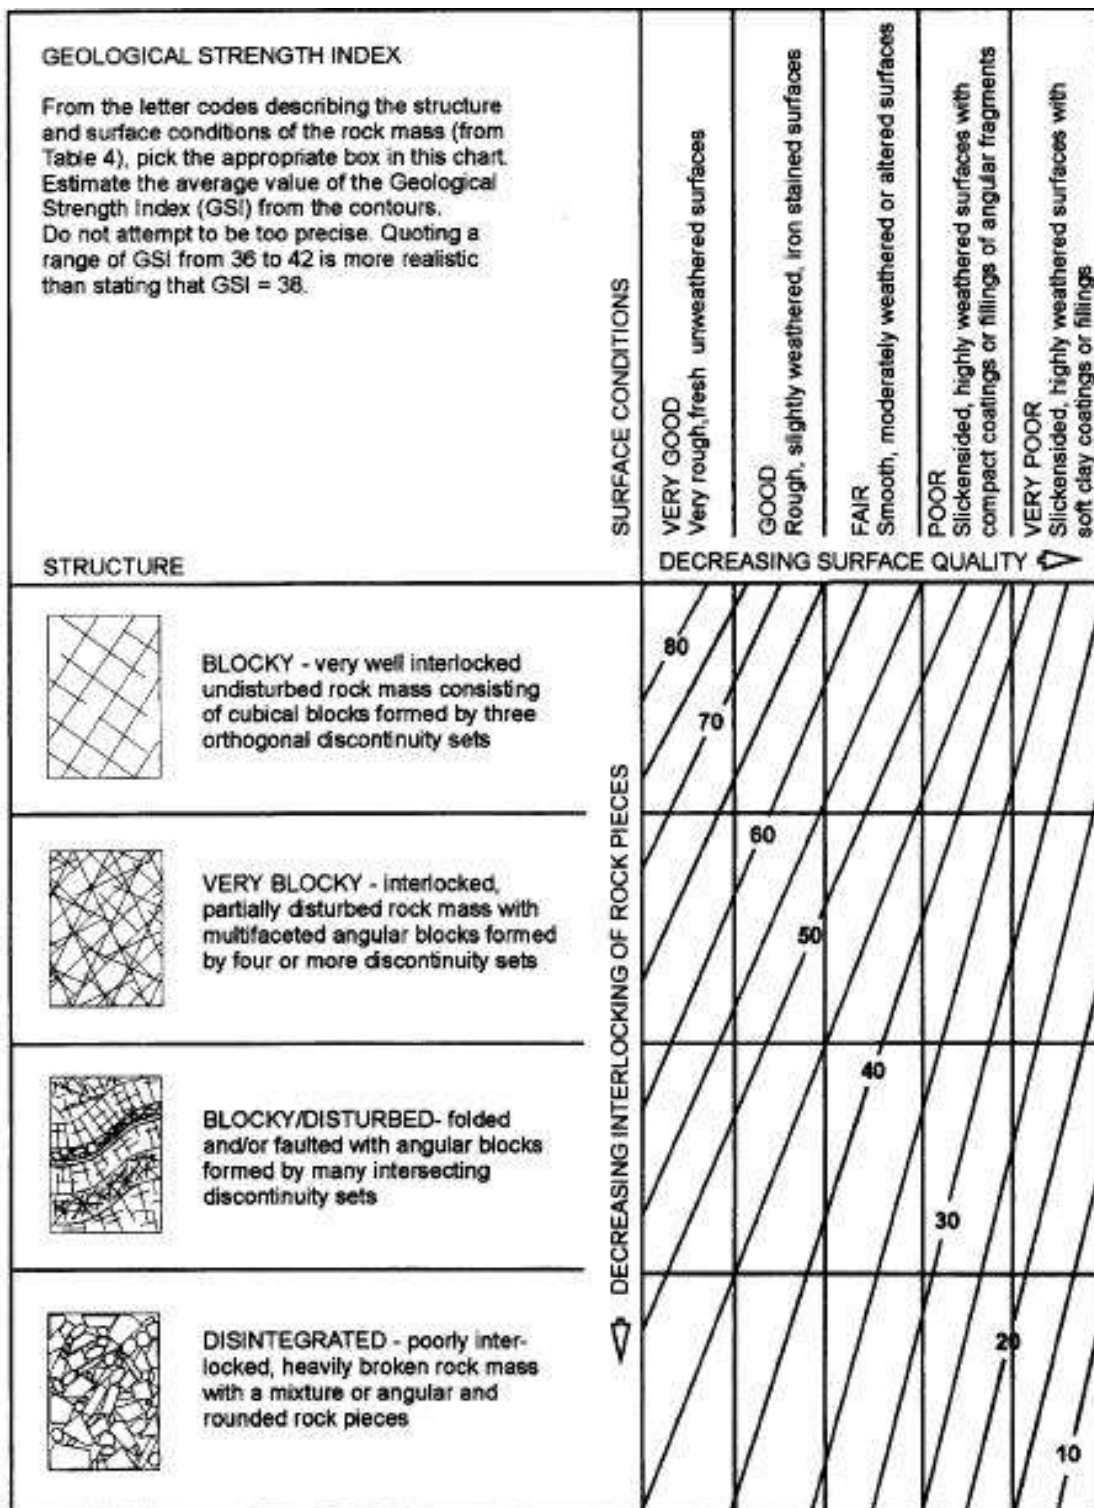 GEOLOGICAL STRENGTH INDEX
From the letter codes describing the structure
and surface conditions of the rock mass (from
Table 4), pick the appropriate box in this chart.
Estimate the average value of the Geological
Strength Index (GSI) from the contours.
Do not attempt to be too precise. Quoting a
range of GSI from 36 to 42 is more realistic
than stating that GSI = 38.
SURFACE CONDITIONS
VERY GOOD
Very rough,fresh unweathered surfaces
GOOD
Rough, slightly weathered, iron stained surfaces
FAIR
Smooth, moderately weathered or altered surfaces
POOR
Slickensided, highly weathered surfaces with
compact coatings or fillings of angular fragments
VERY POOR
Slickensided, highly weathered surfaces with
soft clay coatings or fillings
STRUCTURE
DECREASING SURFACE QUALITY
BLOCKY - very well interlocked
undisturbed rock mass consisting
of cubical blocks formed by three
orthogonal discontinuity sets
VERY BLOCKY - interlocked,
partially disturbed rock mass with
multifaceted angular blocks formed
by four or more discontinuity sets
BLOCKY/DISTURBED- folded
and/or faulted with angular blocks
formed by many intersecting
discontinuity sets
DISINTEGRATED - poorly inter-
locked, heavily broken rock mass
with a mixture or angular and
rounded rock pieces
DECREASING INTERLOCKING OF ROCK PIECES
80
70
60
50
40
30
20
10